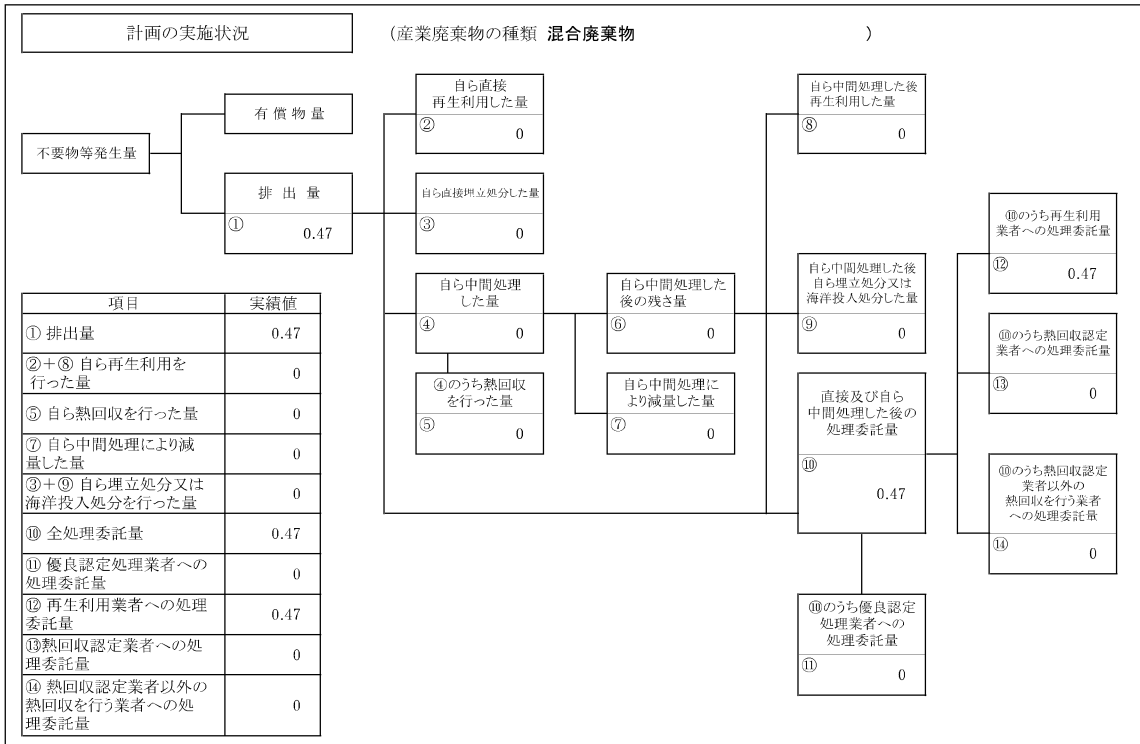 計画の実施状況
(産業廃棄物の種類 混合廃棄物 )
不要物等発生量
有 償 物 量
排 出 量
①
0.47
自ら直接
再生利用した量
②
0
自ら直接埋立処分した量
③
0
自ら中間処理
した量
④
0
④のうち熱回収
を行った量
⑤
0
自ら中間処理した
後の残さ量
⑥
0
自ら中間処理に
より減量した量
⑦
0
自ら中間処理した後
再生利用した量
⑧
0
自ら中間処理した後
自ら埋立処分又は
海洋投入処分した量
⑨
0
直接及び自ら
中間処理した後の
処理委託量
⑩
0.47
⑩のうち優良認定
処理業者への
処理委託量
⑪
0
⑩のうち再生利用
業者への処理委託量
⑫
0.47
⑩のうち熱回収認定
業者への処理委託量
⑬
0
⑩のうち熱回収認定
業者以外の
熱回収を行う業者
への処理委託量
⑭
0
項目 実績値
① 排出量 0.47
②+⑧ 自ら再生利用を
行った量 0
⑤ 自ら熱回収を行った量 0
⑦ 自ら中間処理により減
量した量 0
③+⑨ 自ら埋立処分又は
海洋投入処分を行った量 0
⑩ 全処理委託量 0.47
⑪ 優良認定処理業者への
処理委託量 0
⑫ 再生利用業者への処理
委託量 0.47
⑬熱回収認定業者への処
理委託量 0
⑭ 熱回収認定業者以外の
熱回収を行う業者への処
理委託量 0